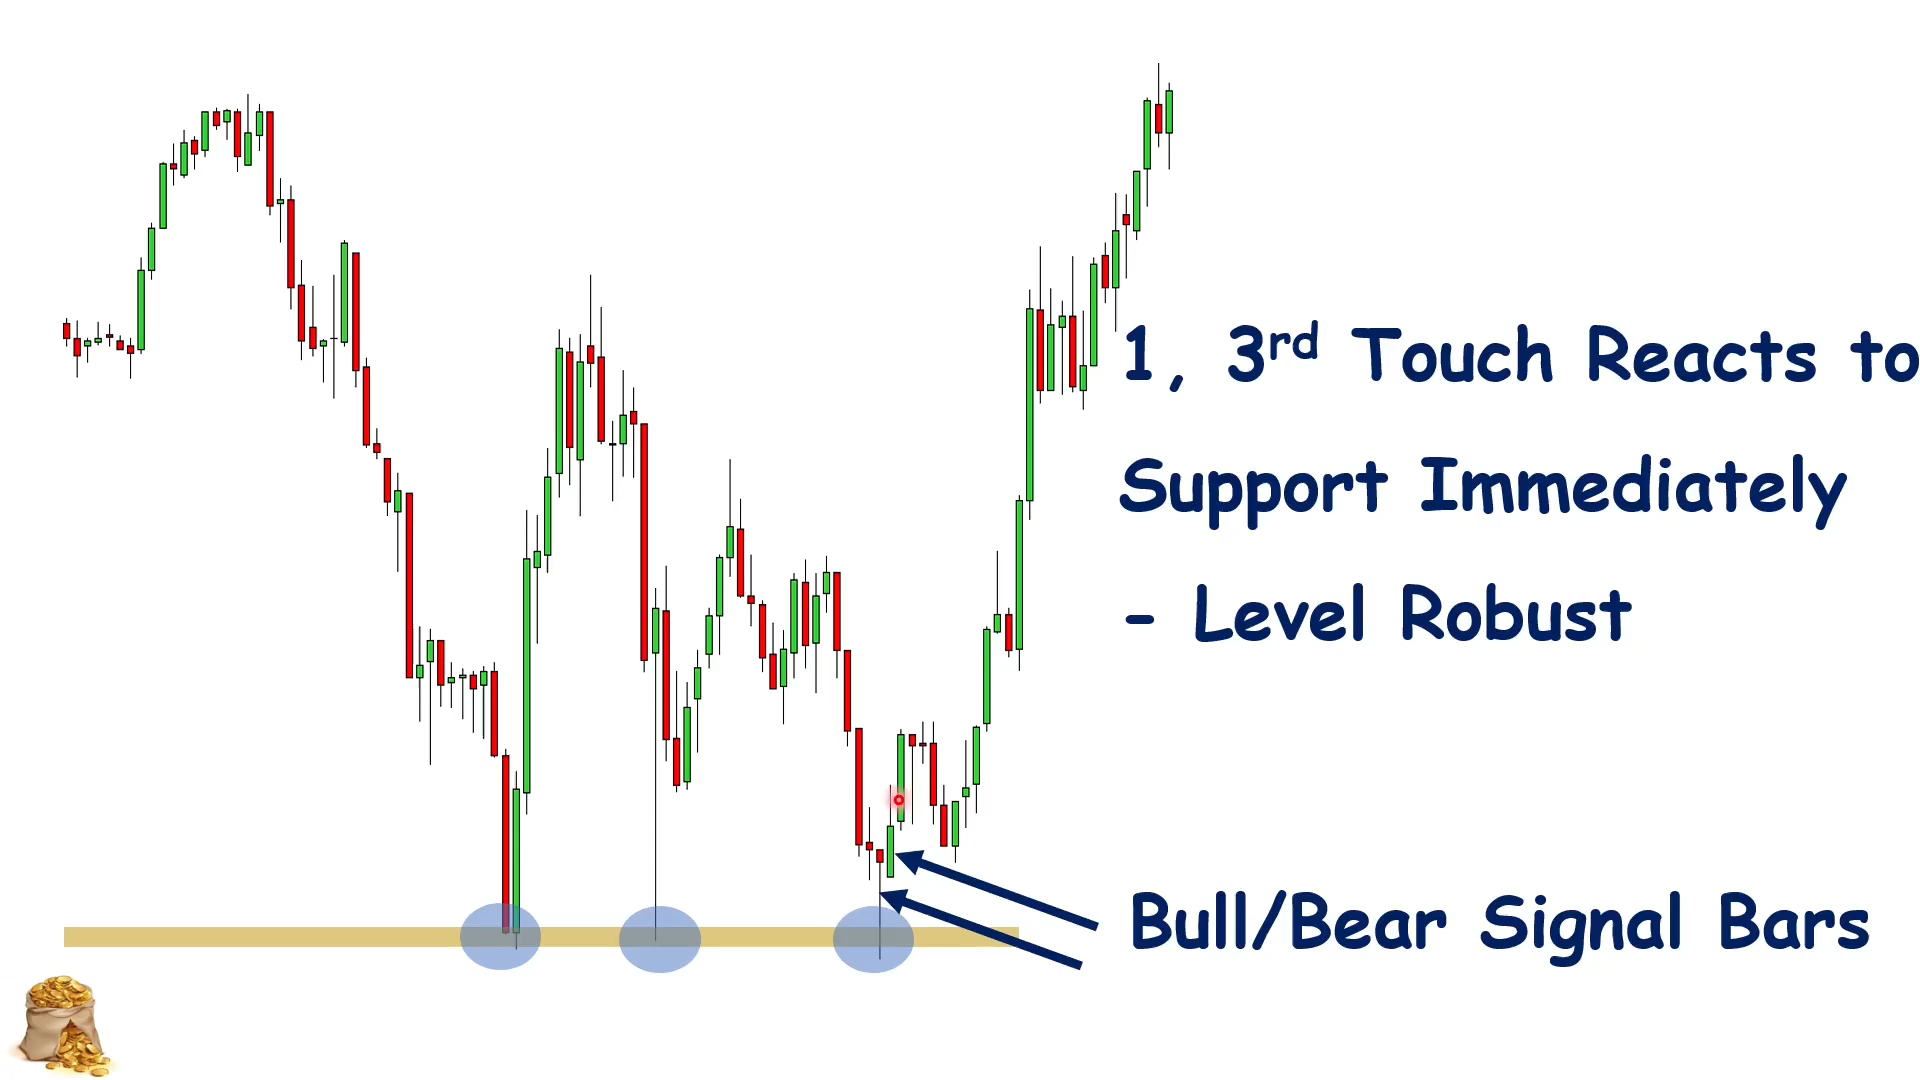 1, 3rd Touch Reacts to
Support Immediately
- Level Robust
Bull/Bear Signal Bars